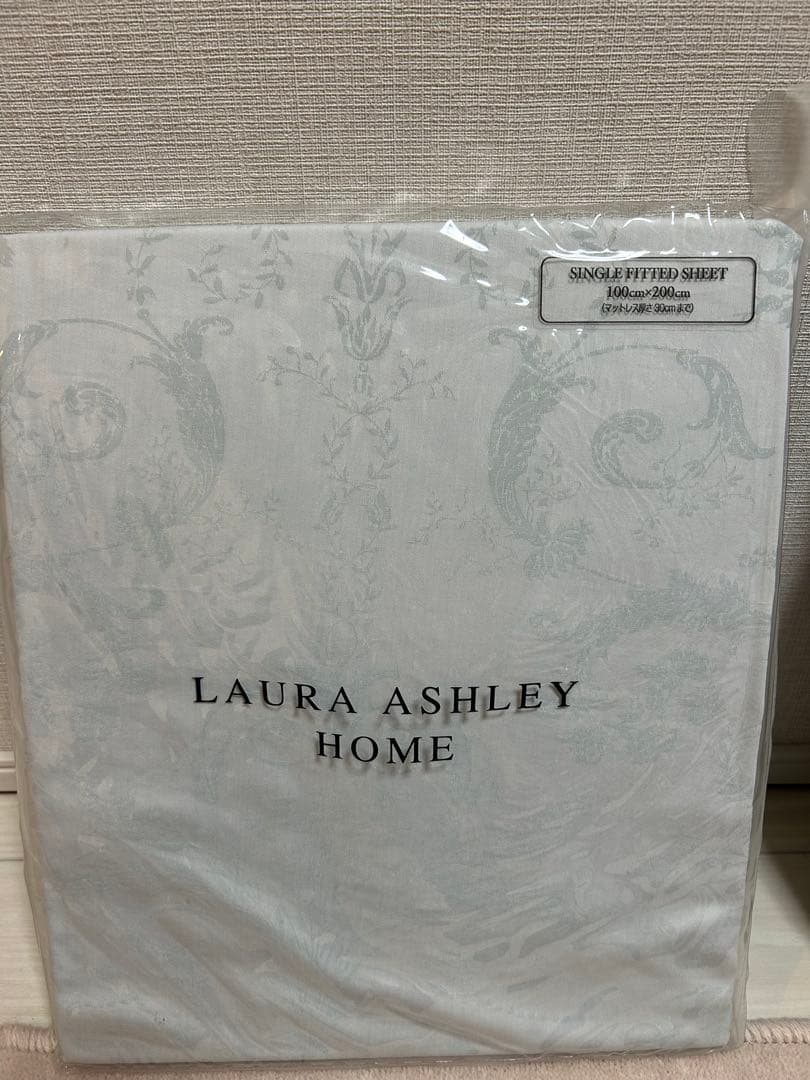 SINGLE FITTED SHEET
100cm×200cm
(マットレス厚さ30cmまで)
LAURA ASHLEY
HOME